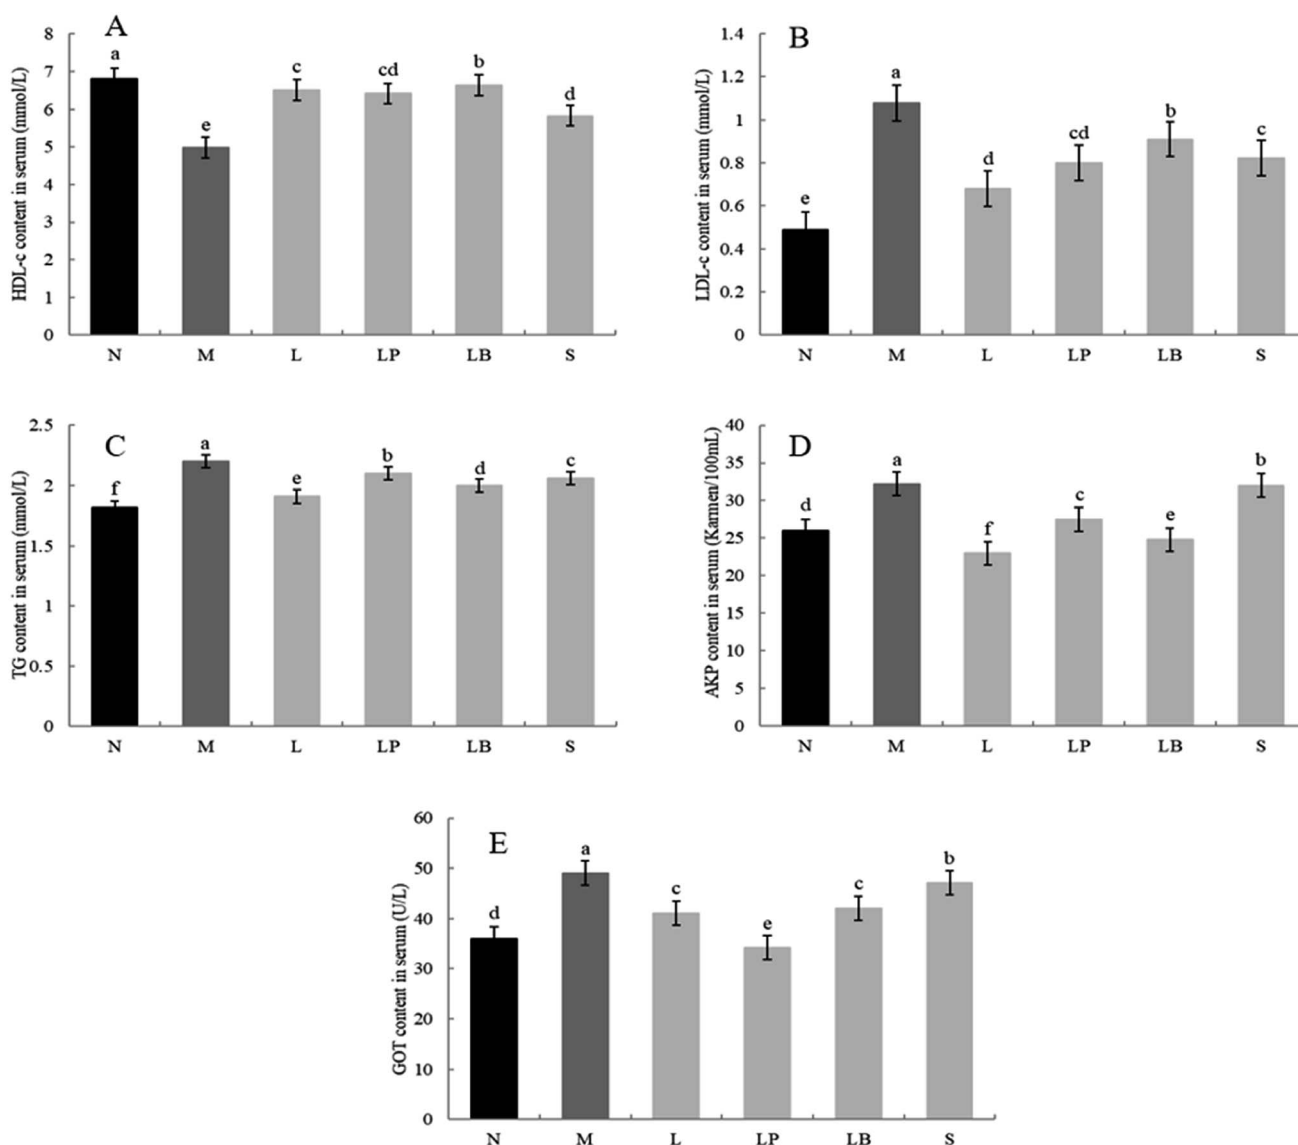 A
HDL-c content in serum (mmol/L)
8
7
6
5
4
3
2
1
0
a
e
c
cd
b
d
N M L LP LB S
B
LDL-c content in serum (mmol/L)
1.4
1.2
1
0.8
0.6
0.4
0.2
0
e
a
d
cd
b
c
N M L LP LB S
C
TG content in serum (mmol/L)
2.5
2
1.5
1
0.5
0
f
a
e
b
d
c
N M L LP LB S
D
AKP content in serum (Karmen/100mL)
40
35
30
25
20
15
10
5
0
d
a
f
c
e
b
N M L LP LB S
E
GOT content in serum (U/L)
60
50
40
30
20
10
0
d
a
c
e
c
b
N M L LP LB S